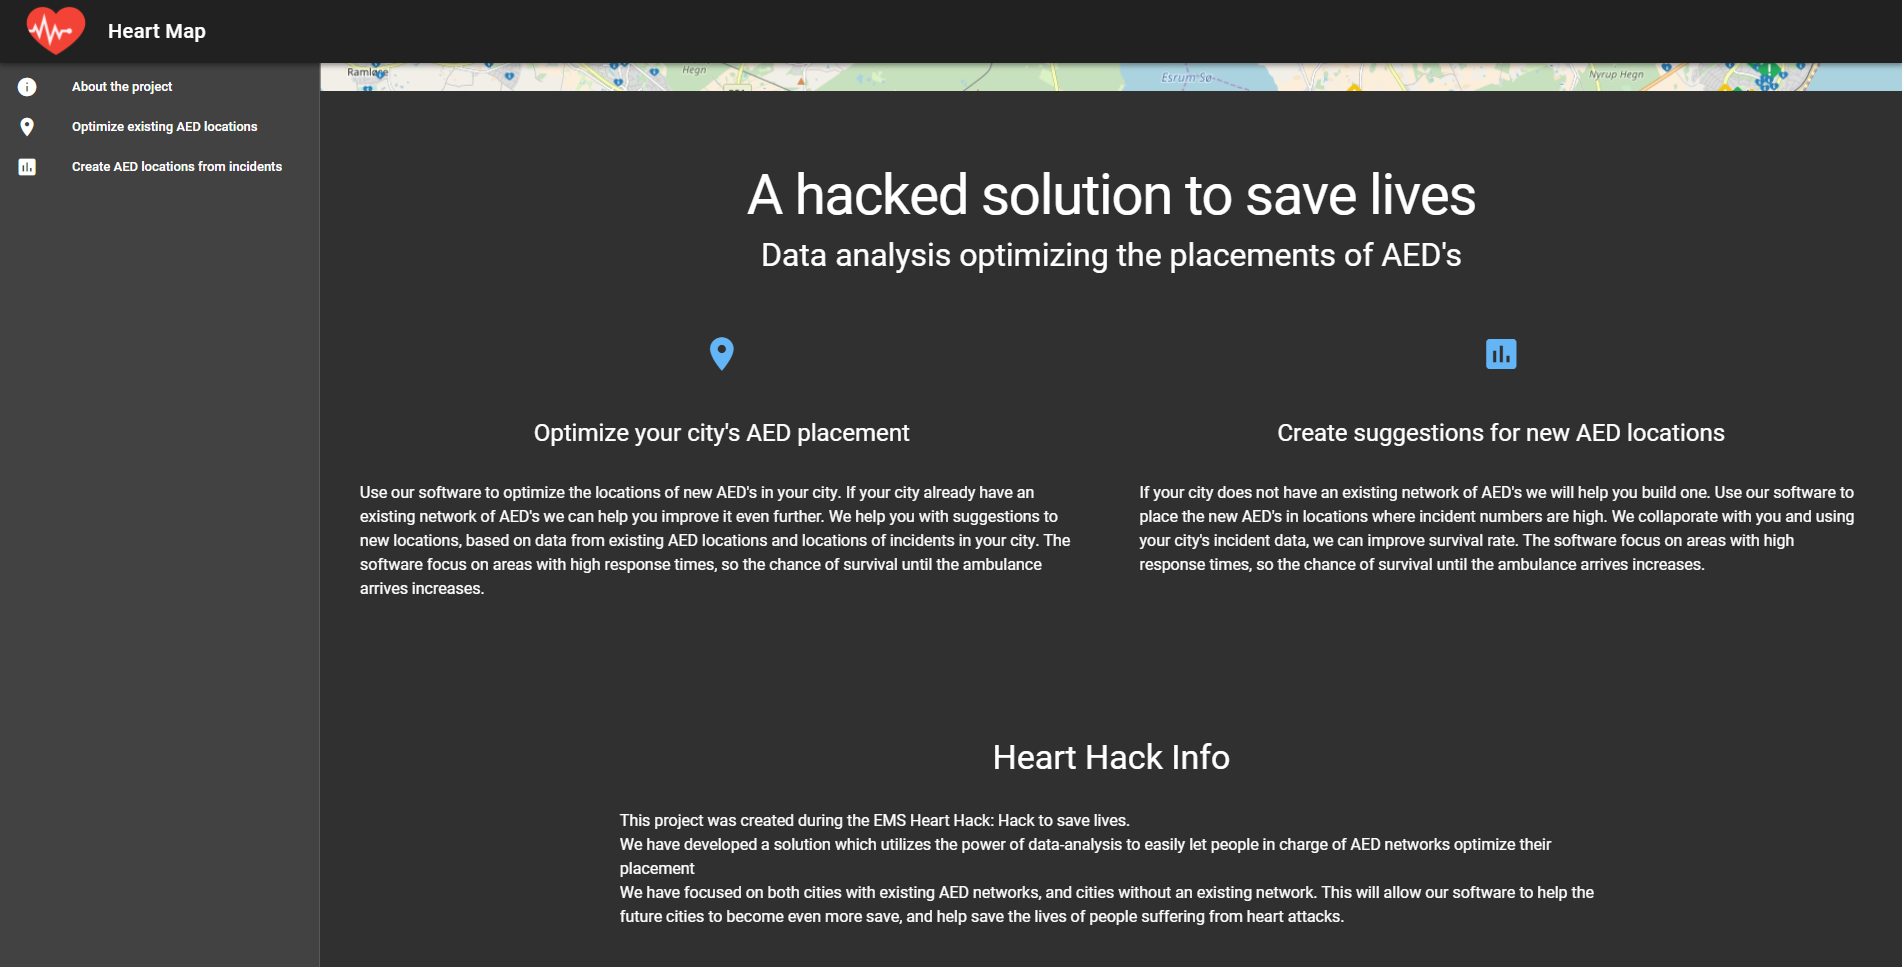 Heart Map
About the project
Optimize existing AED locations
Create AED locations from incidents
Hegn
Esrum Sø
Nyrup Hegn
A hacked solution to save lives
Data analysis optimizing the placements of AED's
Optimize your city's AED placement
Use our software to optimize the locations of new AED's in your city. If your city already have an
existing network of AED's we can help you improve it even further. We help you with suggestions to
new locations, based on data from existing AED locations and locations of incidents in your city. The
software focus on areas with high response times, so the chance of survival until the ambulance
arrives increases.
Create suggestions for new AED locations
If your city does not have an existing network of AED's we will help you build one. Use our software to
place the new AED's in locations where incident numbers are high. We collaporate with you and using
your city's incident data, we can improve survival rate. The software focus on areas with high
response times, so the chance of survival until the ambulance arrives increases.
Heart Hack Info
This project was created during the EMS Heart Hack: Hack to save lives.
We have developed a solution which utilizes the power of data-analysis to easily let people in charge of AED networks optimize their
placement
We have focused on both cities with existing AED networks, and cities without an existing network. This will allow our software to help the
future cities to become even more save, and help save the lives of people suffering from heart attacks.